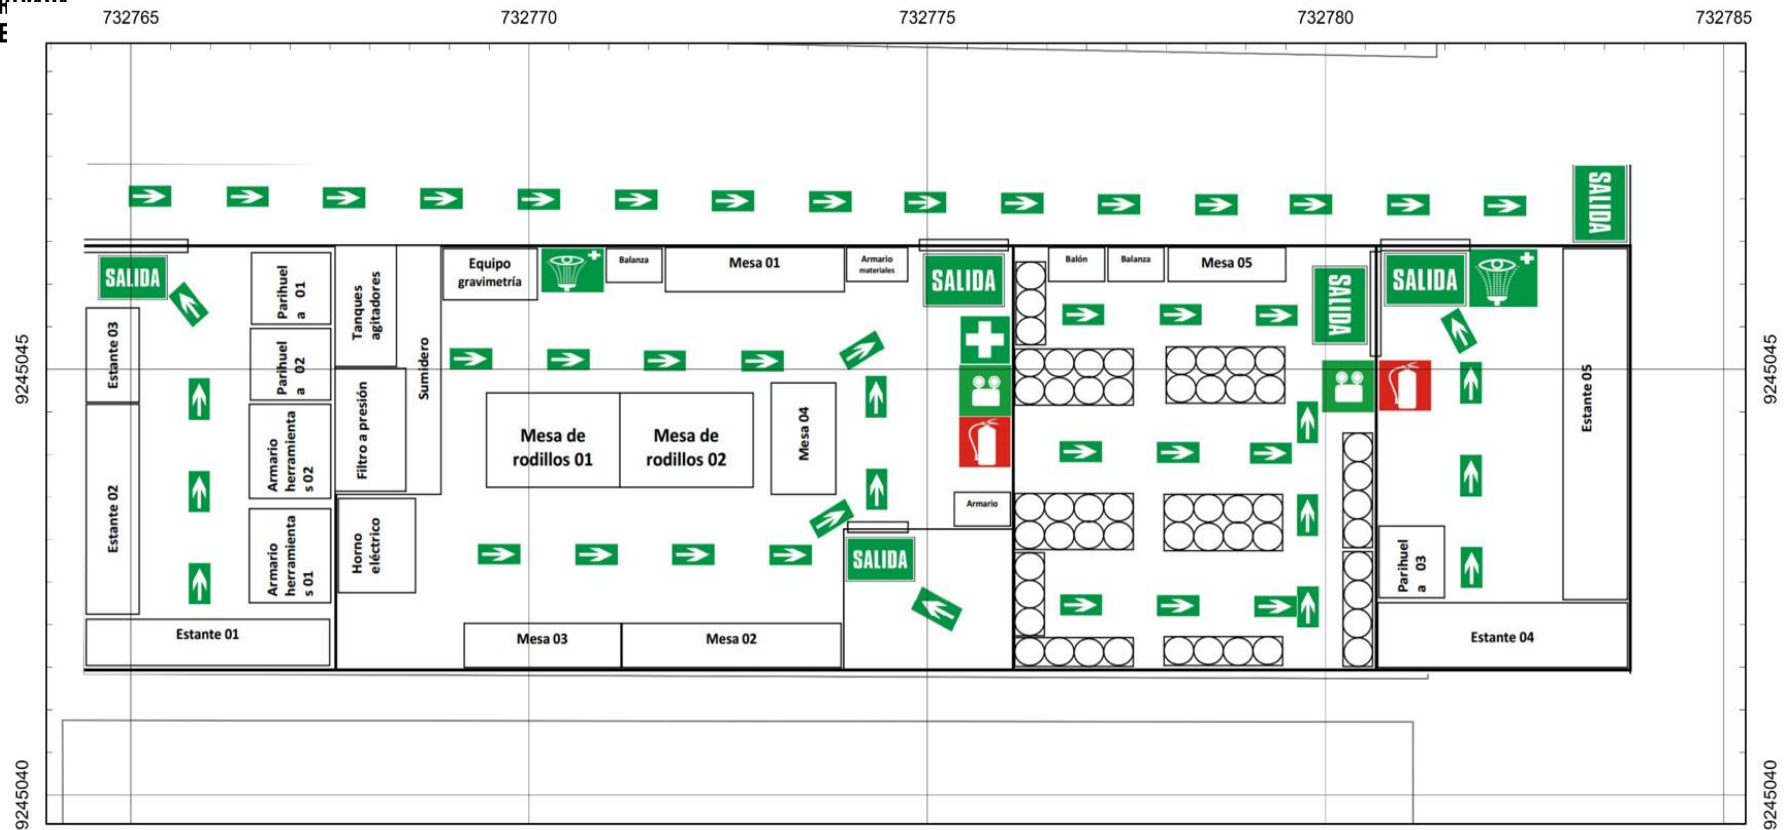 732765
732770
732775
732780
732785
SALIDA
SALIDA
Parihuel
a 01
Tanques
agitadores
Equipo
gravimetría
Balanza
Mesa 01
Armario
materiales
SALIDA
Balón
Balanza
Mesa 05
SALIDA
SALIDA
Estante 03
Parihuel
a 02
Sumidero
9245045
9245045
Estante 05
Filtro a presión
Armario
herramienta
s 02
Mesa de
rodillos 01
Mesa de
rodillos 02
Mesa 04
Estante 02
Armario
Horno
eléctrico
Armario
herramienta
s 01
SALIDA
Parihuel
a 03
Estante 01
Mesa 03
Mesa 02
Estante 04
9245040
9245040